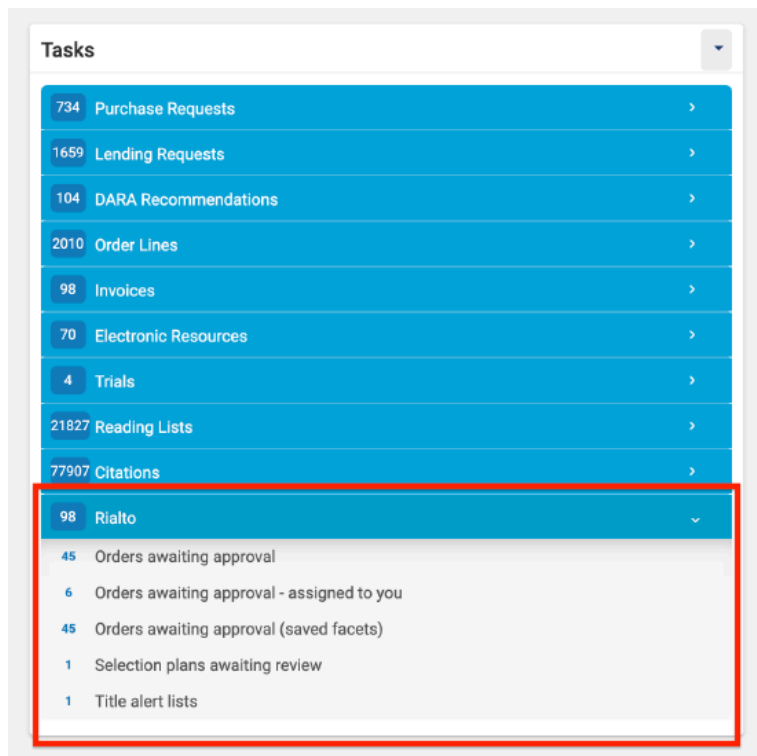 Tasks
734 Purchase Requests
1659 Lending Requests
104 DARA Recommendations
2010 Order Lines
98 Invoices
70 Electronic Resources
4 Trials
21827 Reading Lists
77907 Citations
98 Rialto
45 Orders awaiting approval
6 Orders awaiting approval - assigned to you
45 Orders awaiting approval (saved facets)
1 Selection plans awaiting review
1 Title alert lists